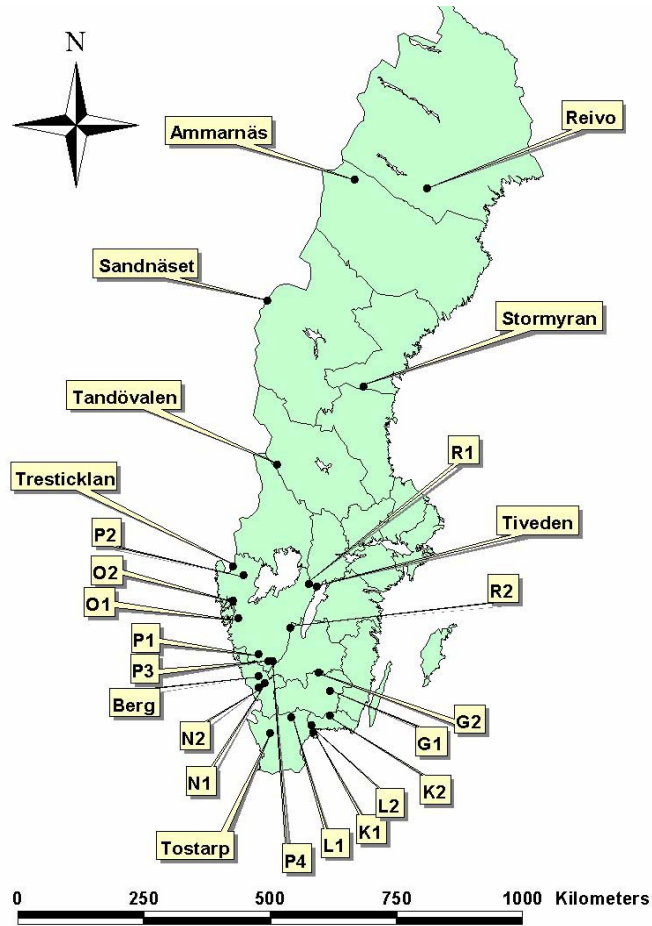 N
Ammarnäs
Reivo
Sandnäset
Stormyran
Tandövalen
R1
Tresticklan
Tiveden
P2
O2
R2
O1
P1
P3
Berg
G2
N2
G1
N1
K2
L2
K1
Tostarp
L1
P4
0 250 500 750 1000 Kilometers